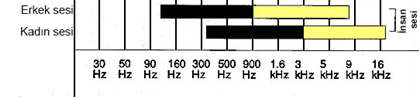 Erkek sesi
Kadın sesi
İnsan sesi
30 50 90 160 300 500 900 1.6 3 5 9 16
Hz Hz Hz Hz Hz Hz Hz kHz kHz kHz kHz kHz